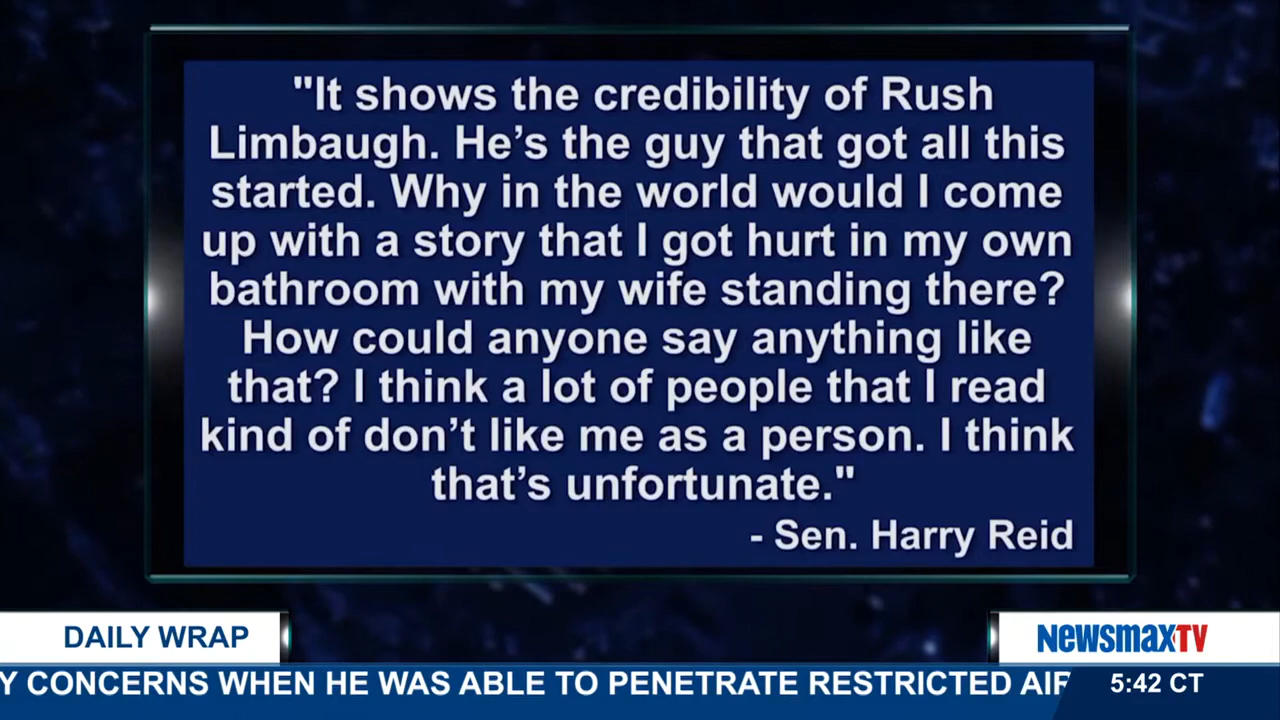 "It shows the credibility of Rush
Limbaugh. He’s the guy that got all this
started. Why in the world would I come
up with a story that I got hurt in my own
bathroom with my wife standing there?
How could anyone say anything like
that? I think a lot of people that I read
kind of don’t like me as a person. I think
that’s unfortunate."
- Sen. Harry Reid
DAILY WRAP
NEWSMAXTV
Y CONCERNS WHEN HE WAS ABLE TO PENETRATE RESTRICTED AIR
5:42 CT